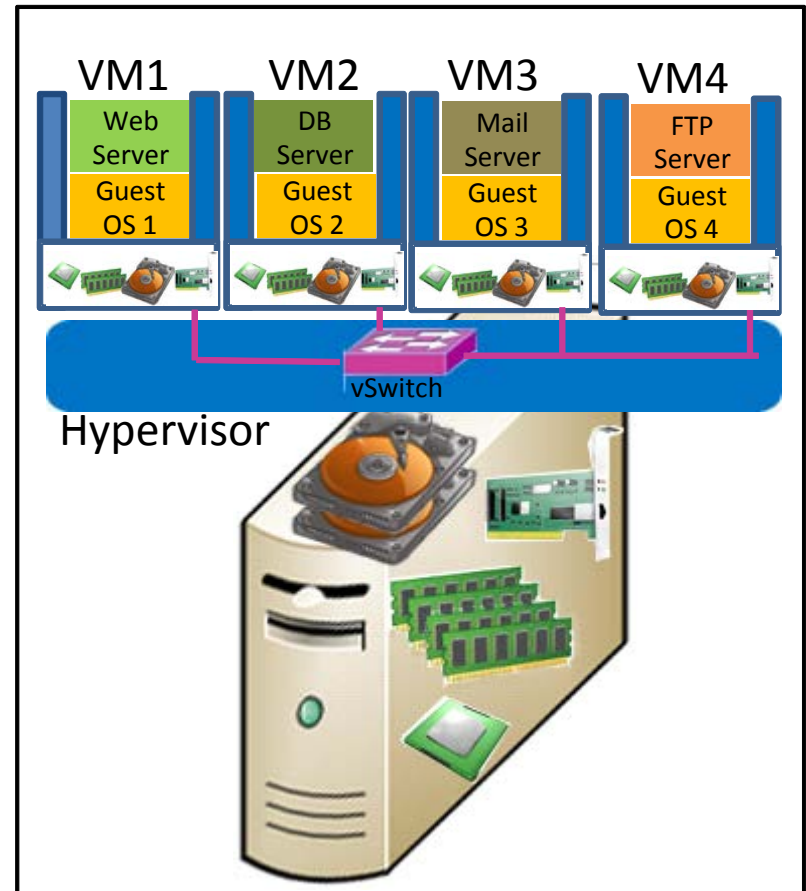 VM1 VM2 VM3 VM4
Web
Server
DB
Server
Mail
Server
FTP
Server
Guest
OS 1
Guest
OS 2
Guest
OS 3
Guest
OS 4
vSwitch
Hypervisor